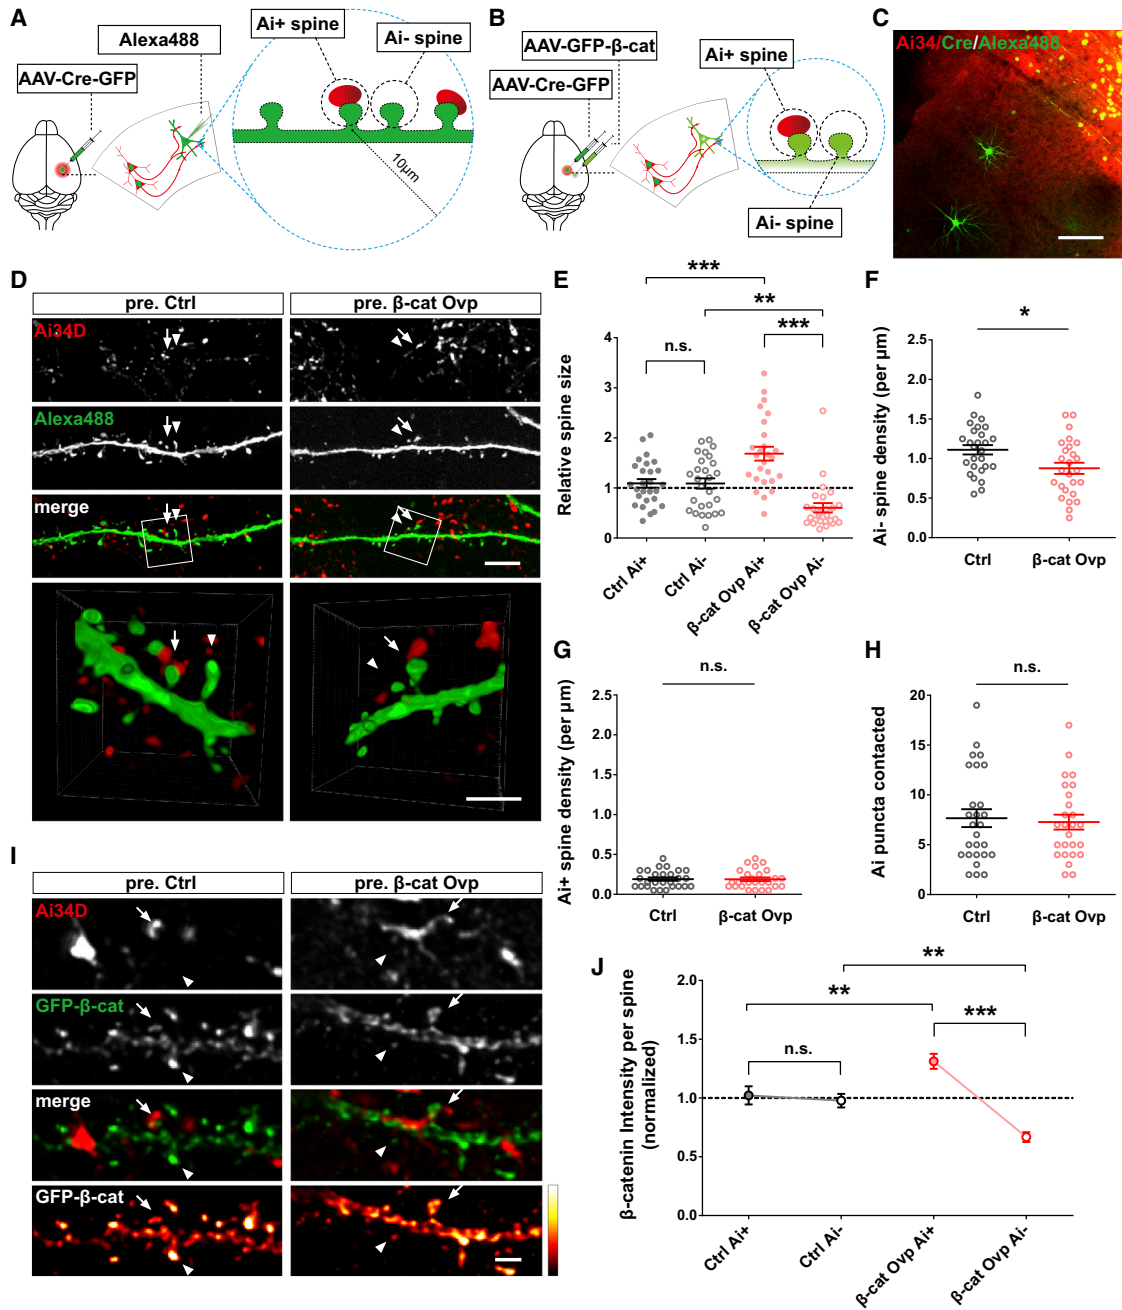 A
Alexa488
AAV-Cre-GFP
Ai+ spine
Ai- spine
10µm
B
AAV-GFP-β-cat
AAV-Cre-GFP
Ai+ spine
Ai- spine
C
Ai34/Cre/Alexa488
D
pre. Ctrl
pre. β-cat Ovp
Ai34D
Alexa488
merge
E
***
**
***
n.s.
Relative spine size
4
3
2
1
0
Ctrl Ai+
Ctrl Ai-
β-cat Ovp Ai+
β-cat Ovp Ai-
F
*
Ai- spine density (per µm)
2.5
2.0
1.5
1.0
0.5
0.0
Ctrl
β-cat Ovp
G
n.s.
Ai+ spine density (per µm)
2.5
2.0
1.5
1.0
0.5
0.0
Ctrl
β-cat Ovp
H
n.s.
Ai puncta contacted
20
15
10
5
0
Ctrl
β-cat Ovp
I
pre. Ctrl
pre. β-cat Ovp
Ai34D
GFP-β-cat
merge
GFP-β-cat
J
**
**
***
n.s.
β-catenin Intensity per spine
(normalized)
2.0
1.5
1.0
0.5
0.0
Ctrl Ai+
Ctrl Ai-
β-cat Ovp Ai+
β-cat Ovp Ai-